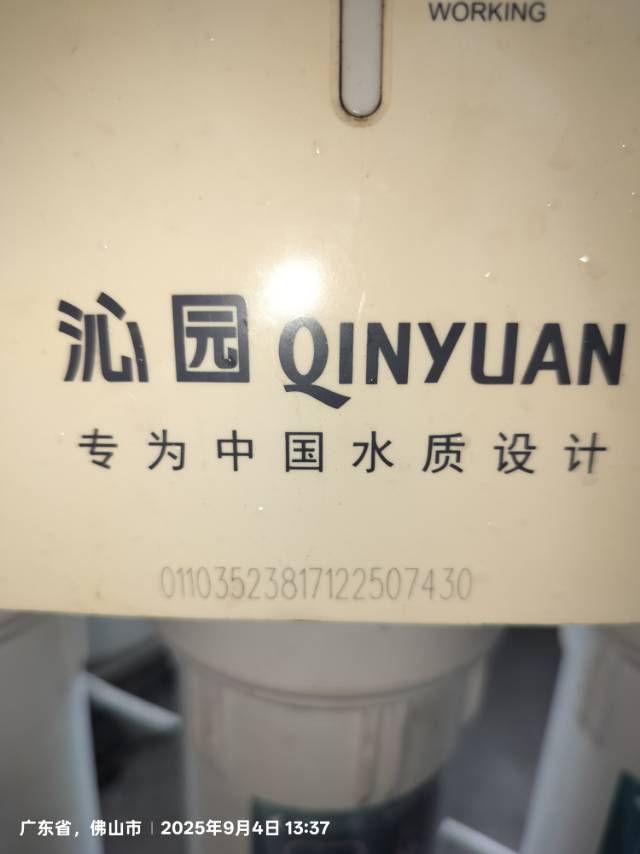 WORKING
沁园 QINYUAN
专为中国水质设计
01103523817122507430
广东省，佛山市 | 2025年9月4日 13:37